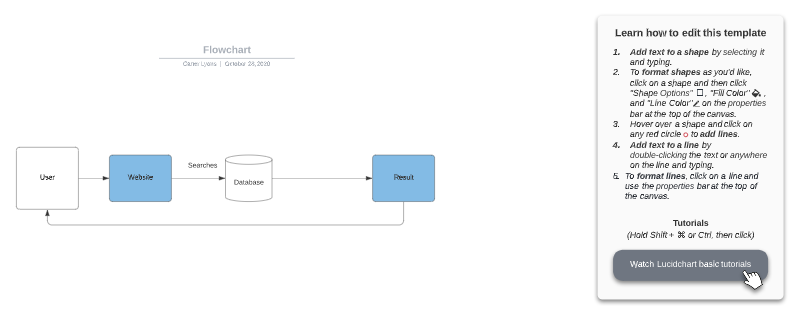 Flowchart
Carter Lyons | October 28, 2020
User
Website
Searches
Database
Result
Learn how to edit this template
1. Add text to a shape by selecting it
and typing.
2. To format shapes as you'd like,
click on a shape and then click
"Shape Options" , "Fill Color" ,
and "Line Color" on the properties
bar at the top of the canvas.
3. Hover over a shape and click on
any red circle to add lines.
4. Add text to a line by
double-clicking the text or anywhere
on the line and typing.
5. To format lines, click on a line and
use the properties bar at the top of
the canvas.
Tutorials
(Hold Shift + ⌘ or Ctrl, then click)
Watch Lucidchart basic tutorials